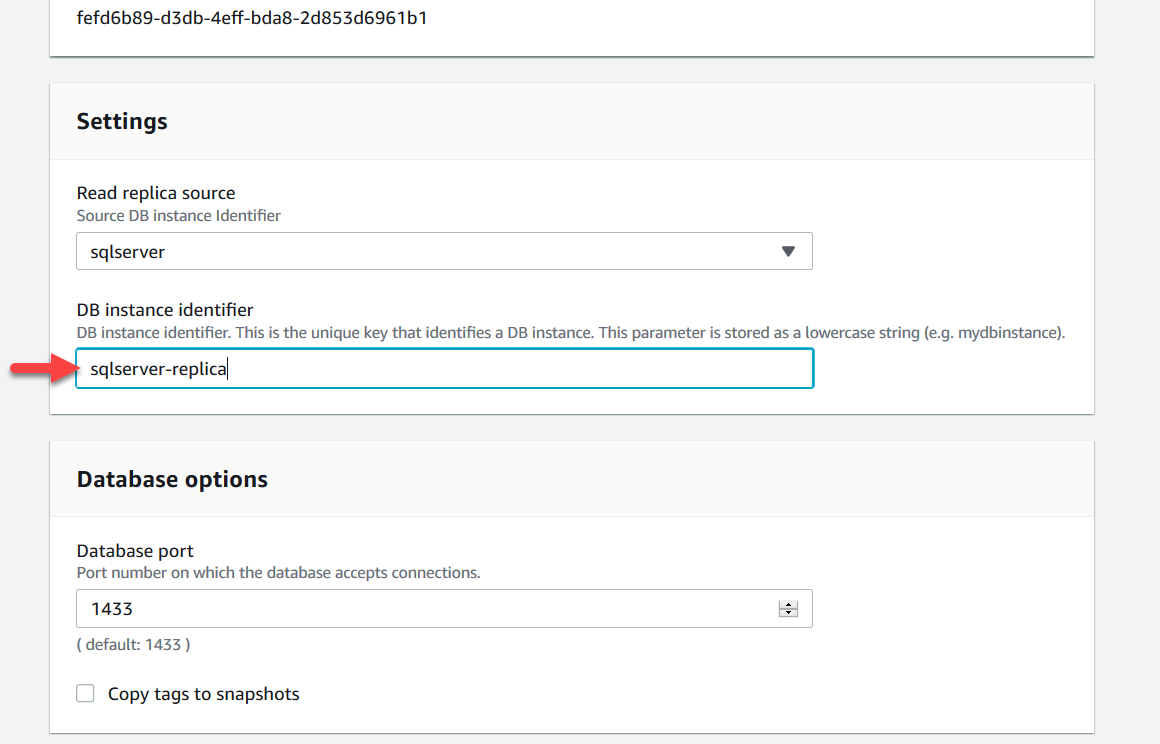 fefd6b89-d3db-4eff-bda8-2d853d6961b1
Settings
Read replica source
Source DB instance Identifier
sqlserver
DB instance identifier
DB instance identifier. This is the unique key that identifies a DB instance. This parameter is stored as a lowercase string (e.g. mydbinstance).
sqlserver-replica
Database options
Database port
Port number on which the database accepts connections.
1433
( default: 1433 )
Copy tags to snapshots